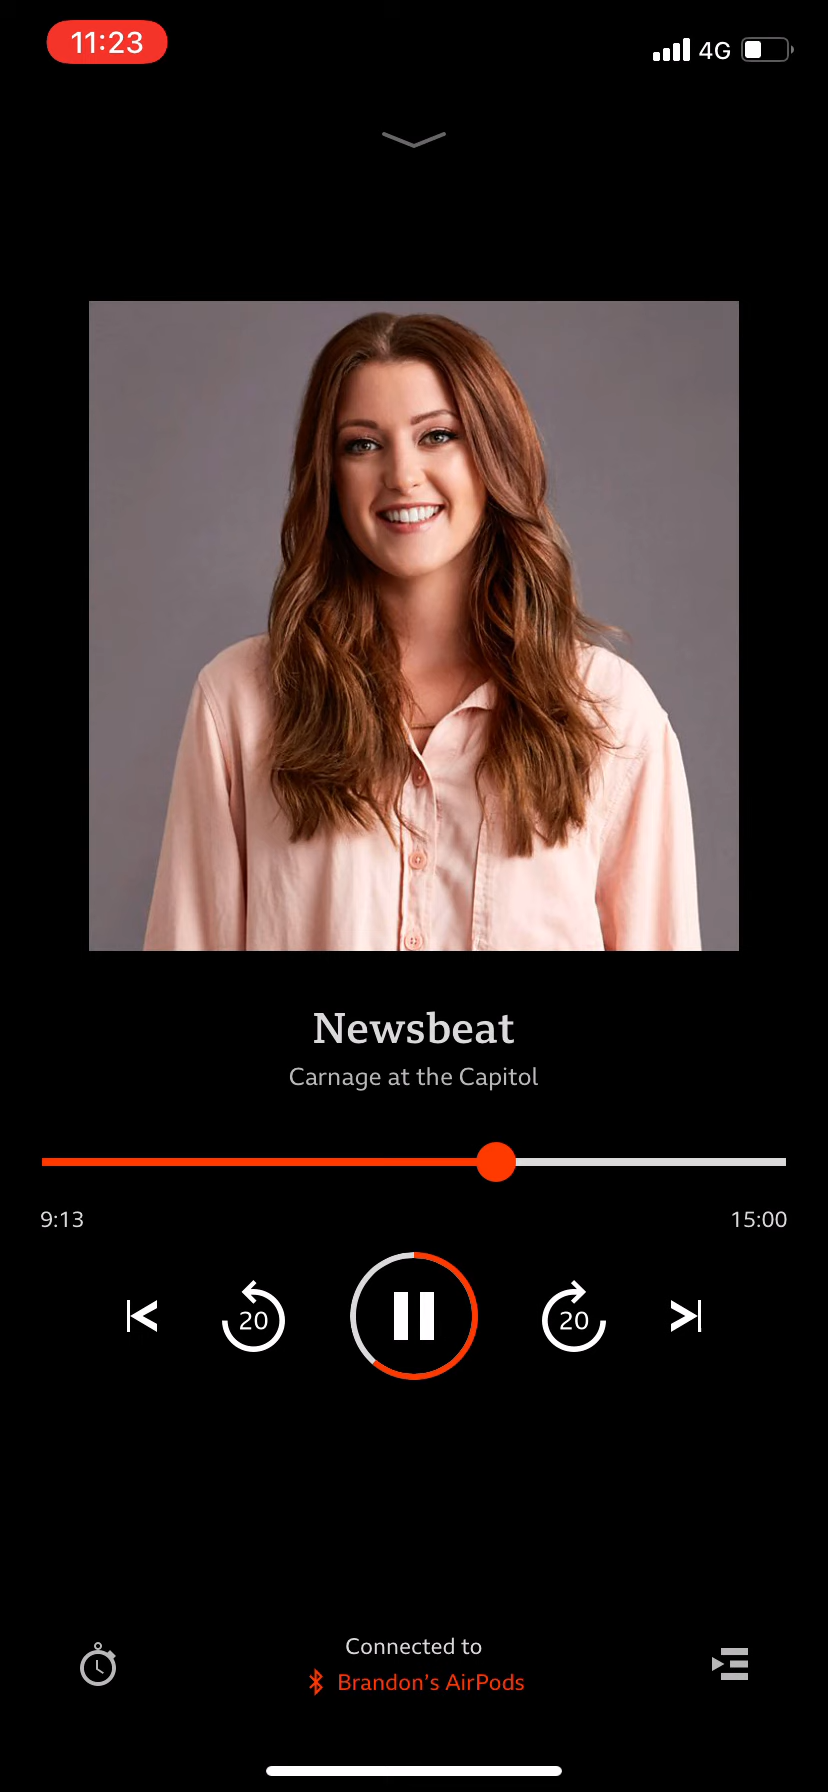 11:23
4G
Newsbeat
Carnage at the Capitol
9:13
15:00
20
20
Connected to
Brandon’s AirPods